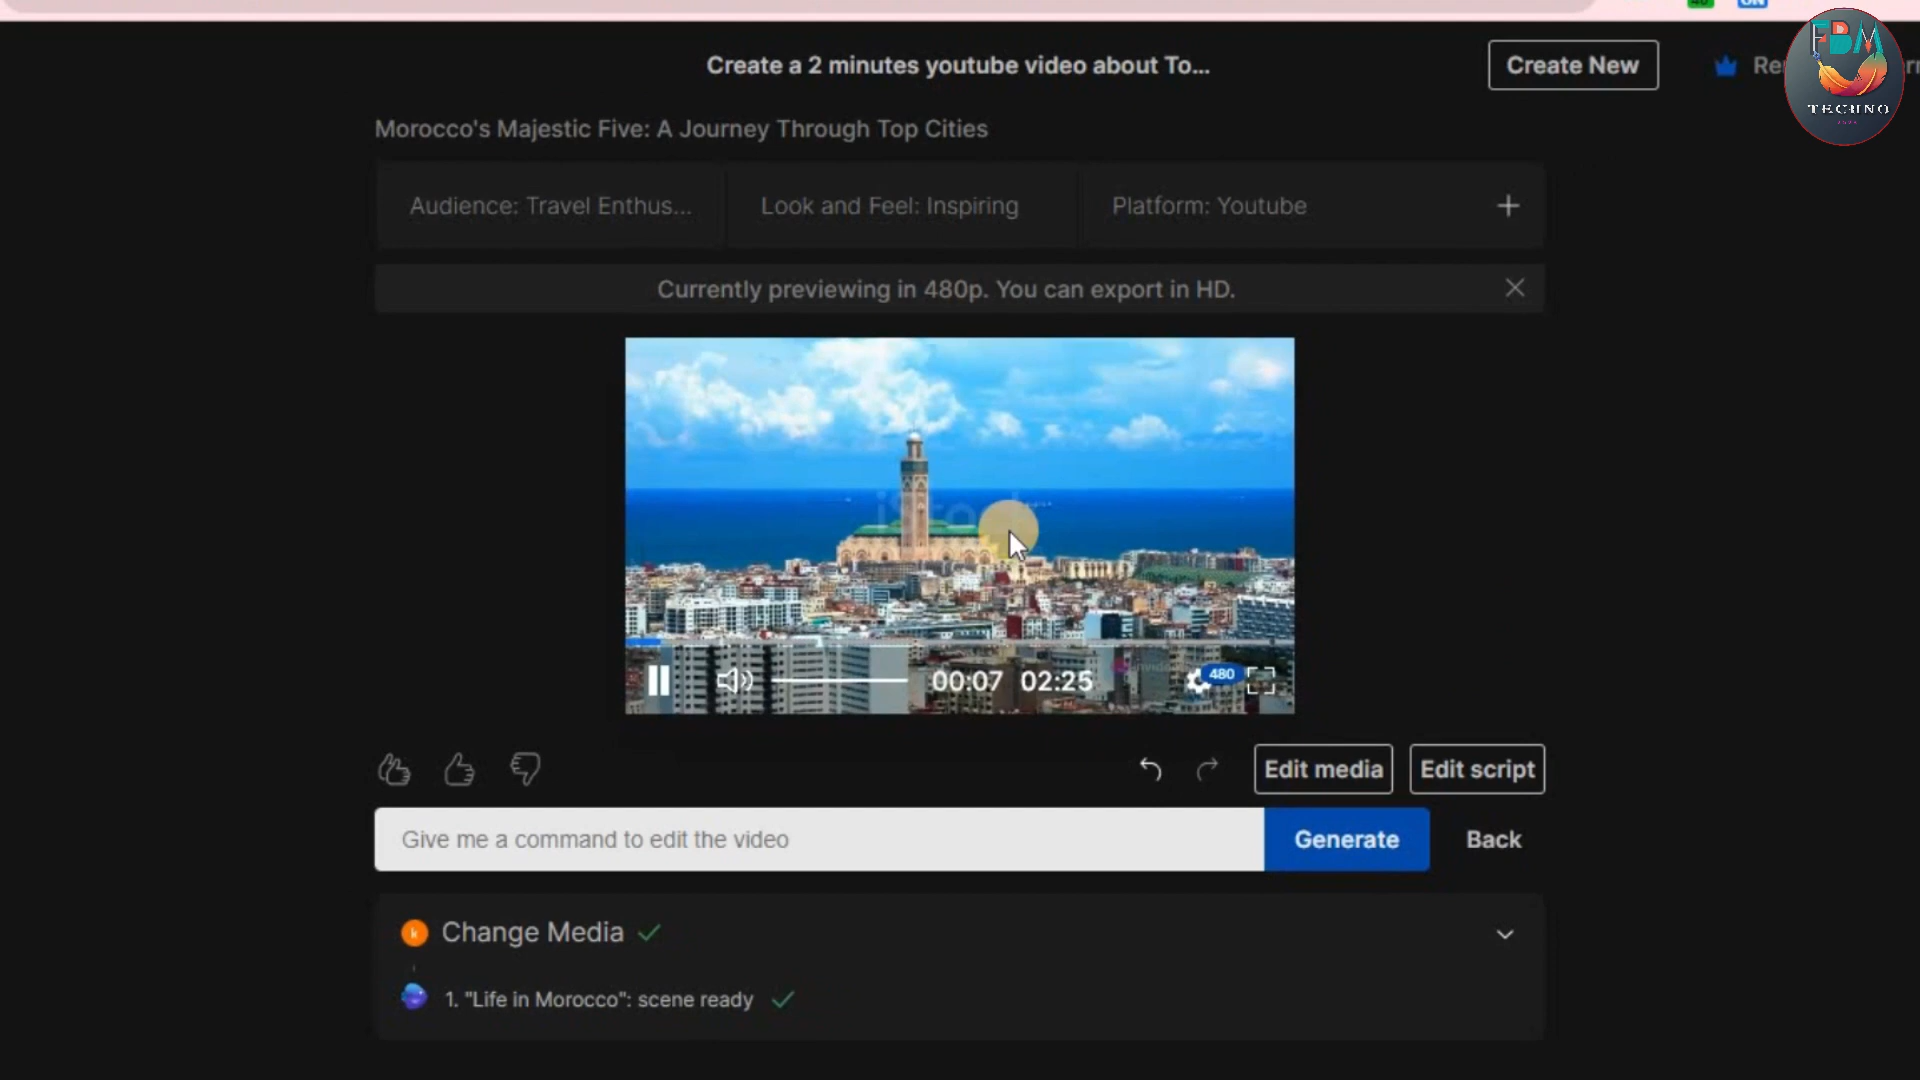 ON
Create a 2 minutes youtube video about To...
Create New
FBM
TECHNO
Morocco's Majestic Five: A Journey Through Top Cities
Audience: Travel Enthus...
Look and Feel: Inspiring
Platform: Youtube
Currently previewing in 480p. You can export in HD.
iStock
00:07 02:25
480
Edit media
Edit script
Give me a command to edit the video
Generate
Back
k
Change Media
1. "Life in Morocco": scene ready